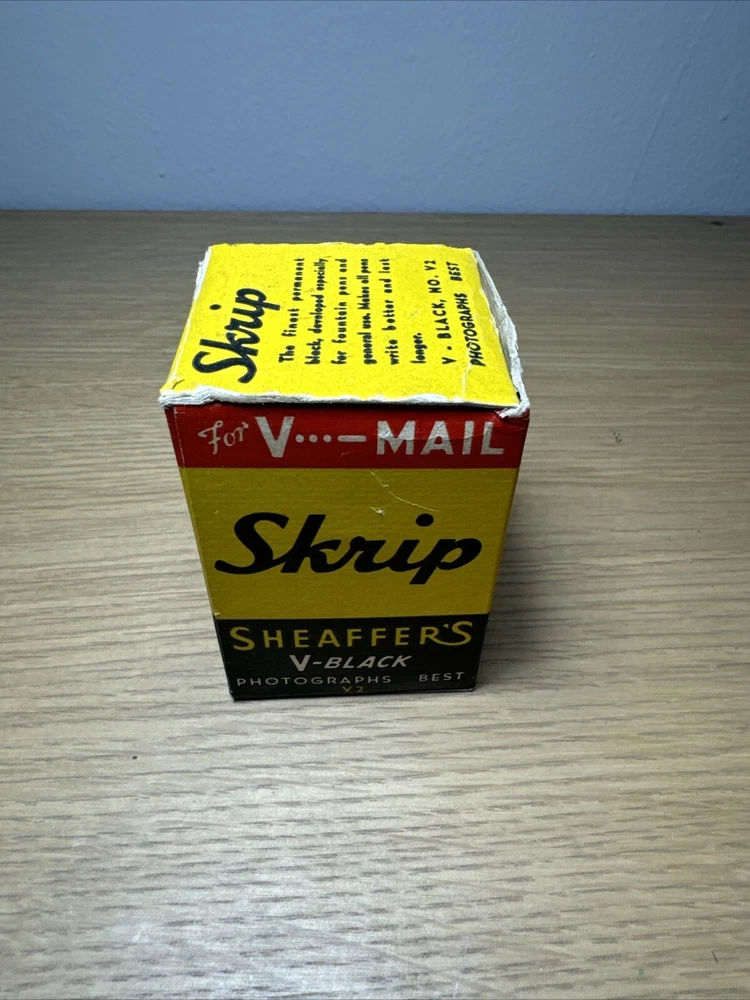 Skrip
The finest permanent
black, developed especially
for fountain pens and
general use. Makes all pens
write better and last
longer.
V - BLACK, NO. V2
PHOTOGRAPHS BEST
For V···— MAIL
Skrip
SHEAFFER'S
V-BLACK
PHOTOGRAPHS BEST
V2